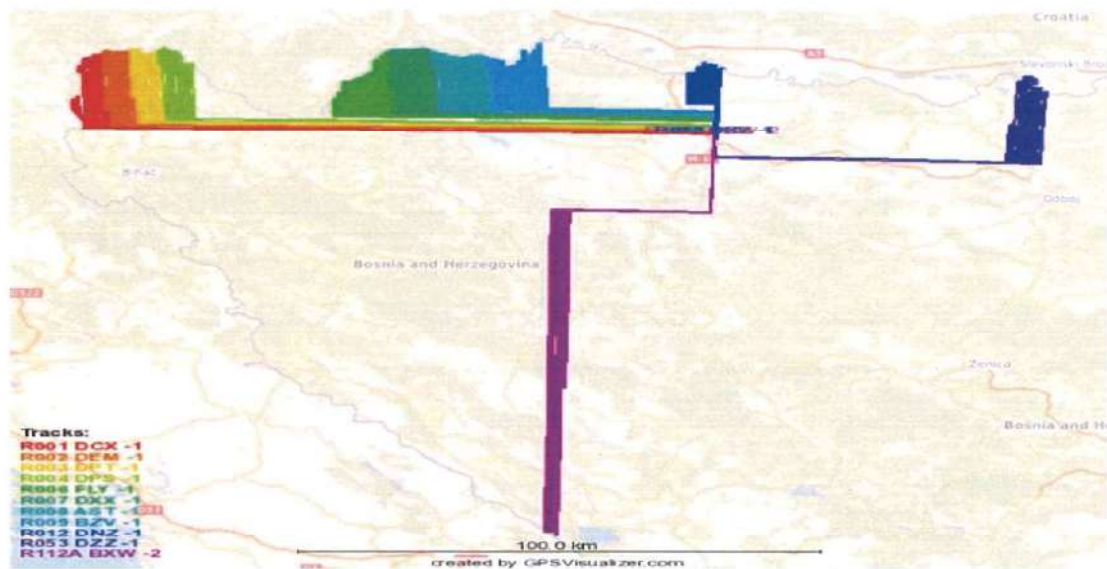 Croatia
Slavonski Bro
Bosnia and Herzegovina
Zenica
Bosnia and H
Tracks:
R001 DCX -1
R002 DEM -1
R003 DPT -1
R004 DPS -1
R006 FLY -1
R007 DXX -1
R008 AST -1
R009 BZV -1
R012 DNZ -1
R053 DZZ -1
R112A BXW -2
100.0 km
created by GPSVisualizer.com